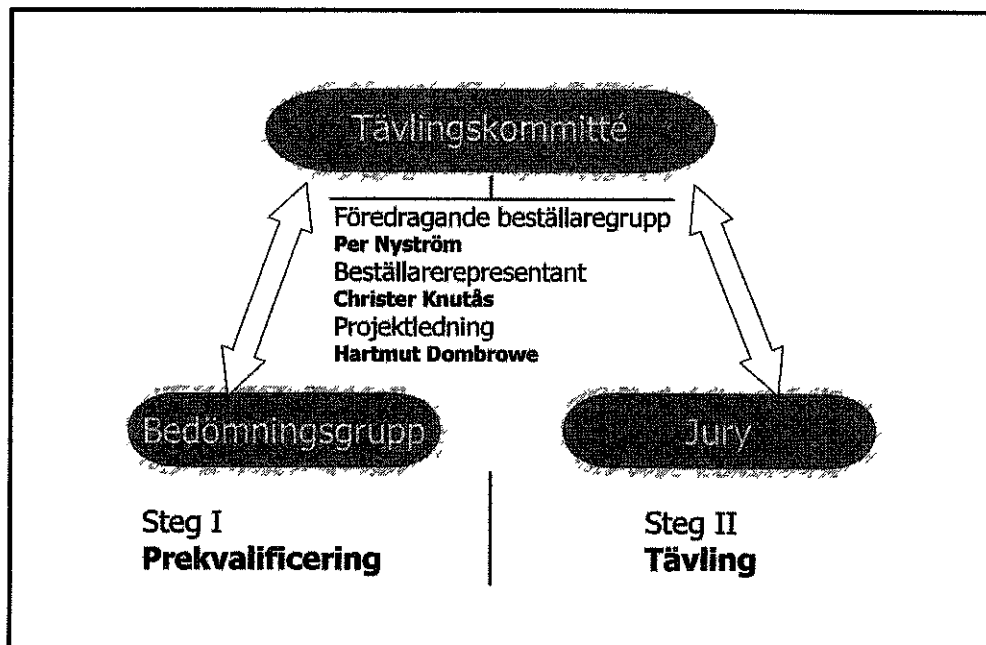 Tävlingskommitté
Föredragande beställaregrupp
Per Nyström
Beställarerepresentant
Christer Knutås
Projektledning
Hartmut Dombrowe
Bedömningsgrupp
Jury
Steg I
Prekvalificering
Steg II
Tävling